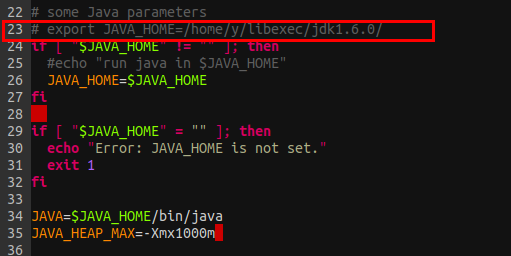 22 # some Java parameters
23 # export JAVA_HOME=/home/y/libexec/jdk1.6.0/
24 if [ "$JAVA_HOME" != "" ]; then
25 #echo "run java in $JAVA_HOME"
26 JAVA_HOME=$JAVA_HOME
27 fi
28
29 if [ "$JAVA_HOME" = "" ]; then
30 echo "Error: JAVA_HOME is not set."
31 exit 1
32 fi
33
34 JAVA=$JAVA_HOME/bin/java
35 JAVA_HEAP_MAX=-Xmx1000m
36